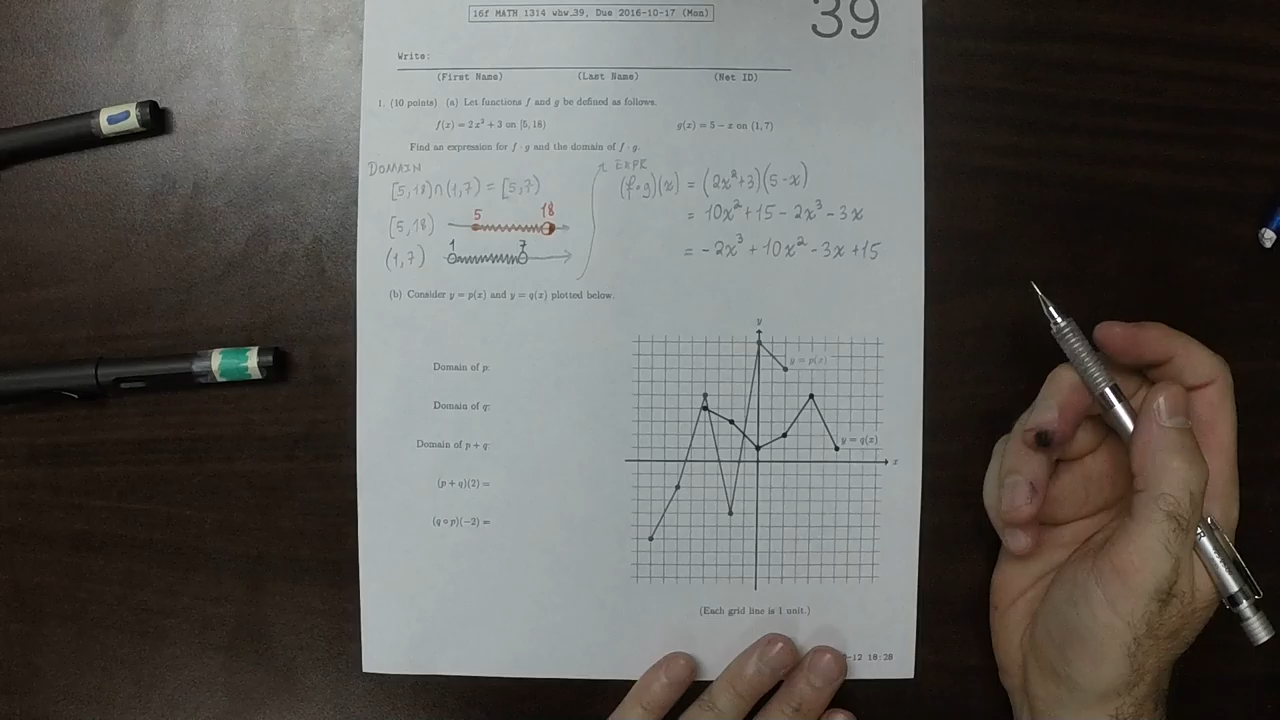 16f MATH 1314 whw_39, Due 2016-10-17 (Mon)
39
Write:
(First Name) (Last Name) (Net ID)
1. (10 points) (a) Let functions f and g be defined as follows.
f(x) = 2x² + 3 on [5, 18) g(x) = 5 − x on (1, 7)
Find an expression for f · g and the domain of f · g.
DOMAIN
[5,18)∩(1,7) = [5,7)
[5,18) 5 18
(1,7) 1 7
EXPR
(f·g)(x) = (2x²+3)(5-x)
= 10x²+15 - 2x³ - 3x
= -2x³ + 10x² - 3x + 15
(b) Consider y = p(x) and y = q(x) plotted below.
Domain of p:
Domain of q:
Domain of p + q:
(p + q)(2) =
(q ∘ p)(−2) =
y
y = p(x)
y = q(x)
x
(Each grid line is 1 unit.)
-12 18:28